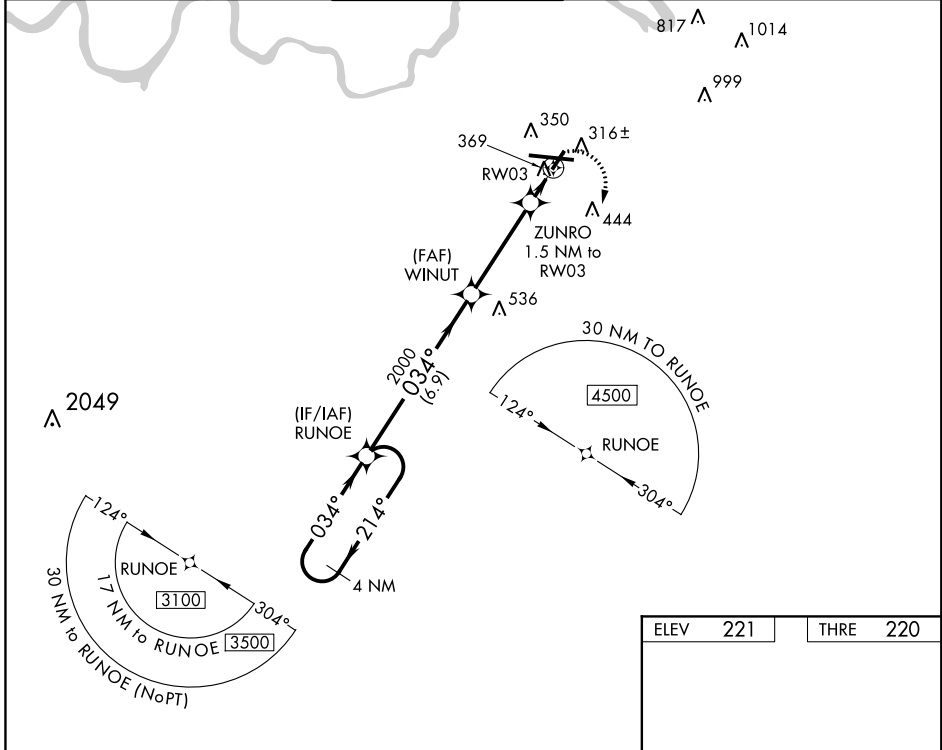 817
1014
999
350
369
316±
RW03
444
ZUNRO
1.5 NM to
RW03
(FAF)
WINUT
536
2000
034°
(6.9)
30 NM TO RUNOE
4500
124°
RUNOE
304°
2049
(IF/IAF)
RUNOE
034°
214°
4 NM
124°
RUNOE
3100
304°
17 NM to RUNOE 3500
30 NM to RUNOE (NoPT)
ELEV 221
THRE 220